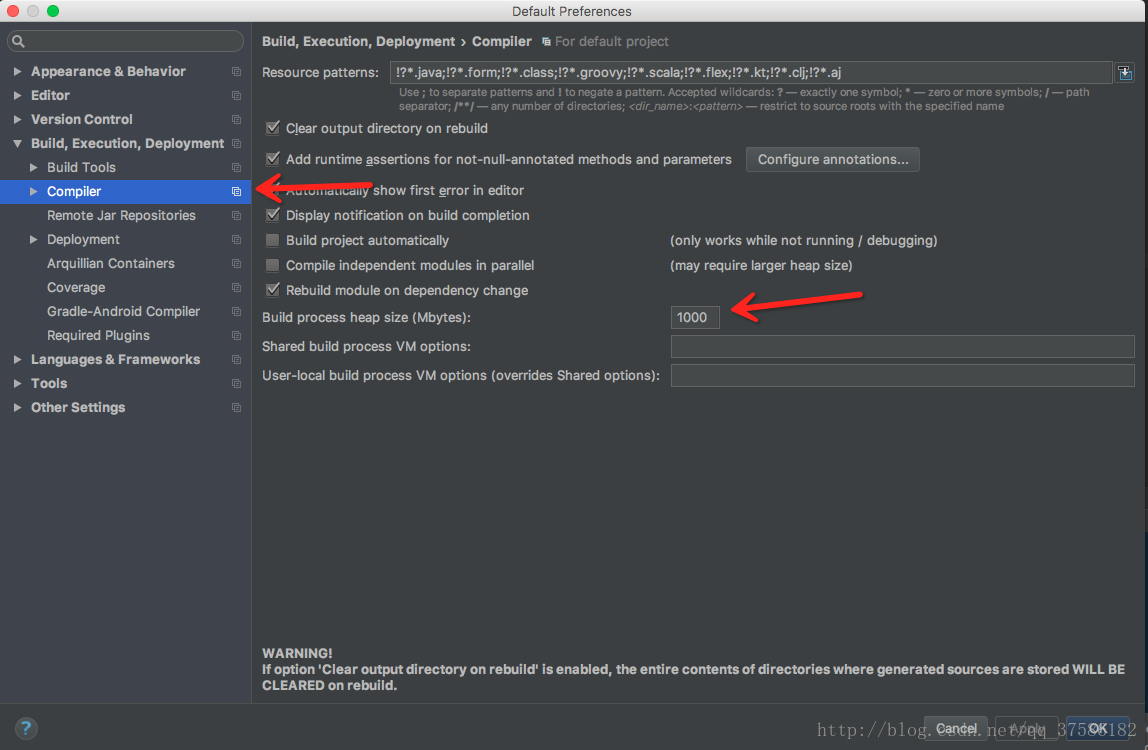 Default Preferences
Build, Execution, Deployment › Compiler For default project
Appearance & Behavior
Editor
Version Control
Build, Execution, Deployment
Build Tools
Compiler
Remote Jar Repositories
Deployment
Arquillian Containers
Coverage
Gradle-Android Compiler
Required Plugins
Languages & Frameworks
Tools
Other Settings
Resource patterns: !?*.java;!?*.form;!?*.class;!?*.groovy;!?*.scala;!?*.flex;!?*.kt;!?*.clj;!?*.aj
Use ; to separate patterns and ! to negate a pattern. Accepted wildcards: ? — exactly one symbol; * — zero or more symbols; / — path
separator; /**/ — any number of directories; <dir_name>:<pattern> — restrict to source roots with the specified name
Clear output directory on rebuild
Add runtime assertions for not-null-annotated methods and parameters Configure annotations...
Automatically show first error in editor
Display notification on build completion
Build project automatically (only works while not running / debugging)
Compile independent modules in parallel (may require larger heap size)
Rebuild module on dependency change
Build process heap size (Mbytes): 1000
Shared build process VM options:
User-local build process VM options (overrides Shared options):
WARNING!
If option 'Clear output directory on rebuild' is enabled, the entire contents of directories where generated sources are stored WILL BE
CLEARED on rebuild.
? Cancel Apply OK
http://blog.csdn.net/qq_37586182